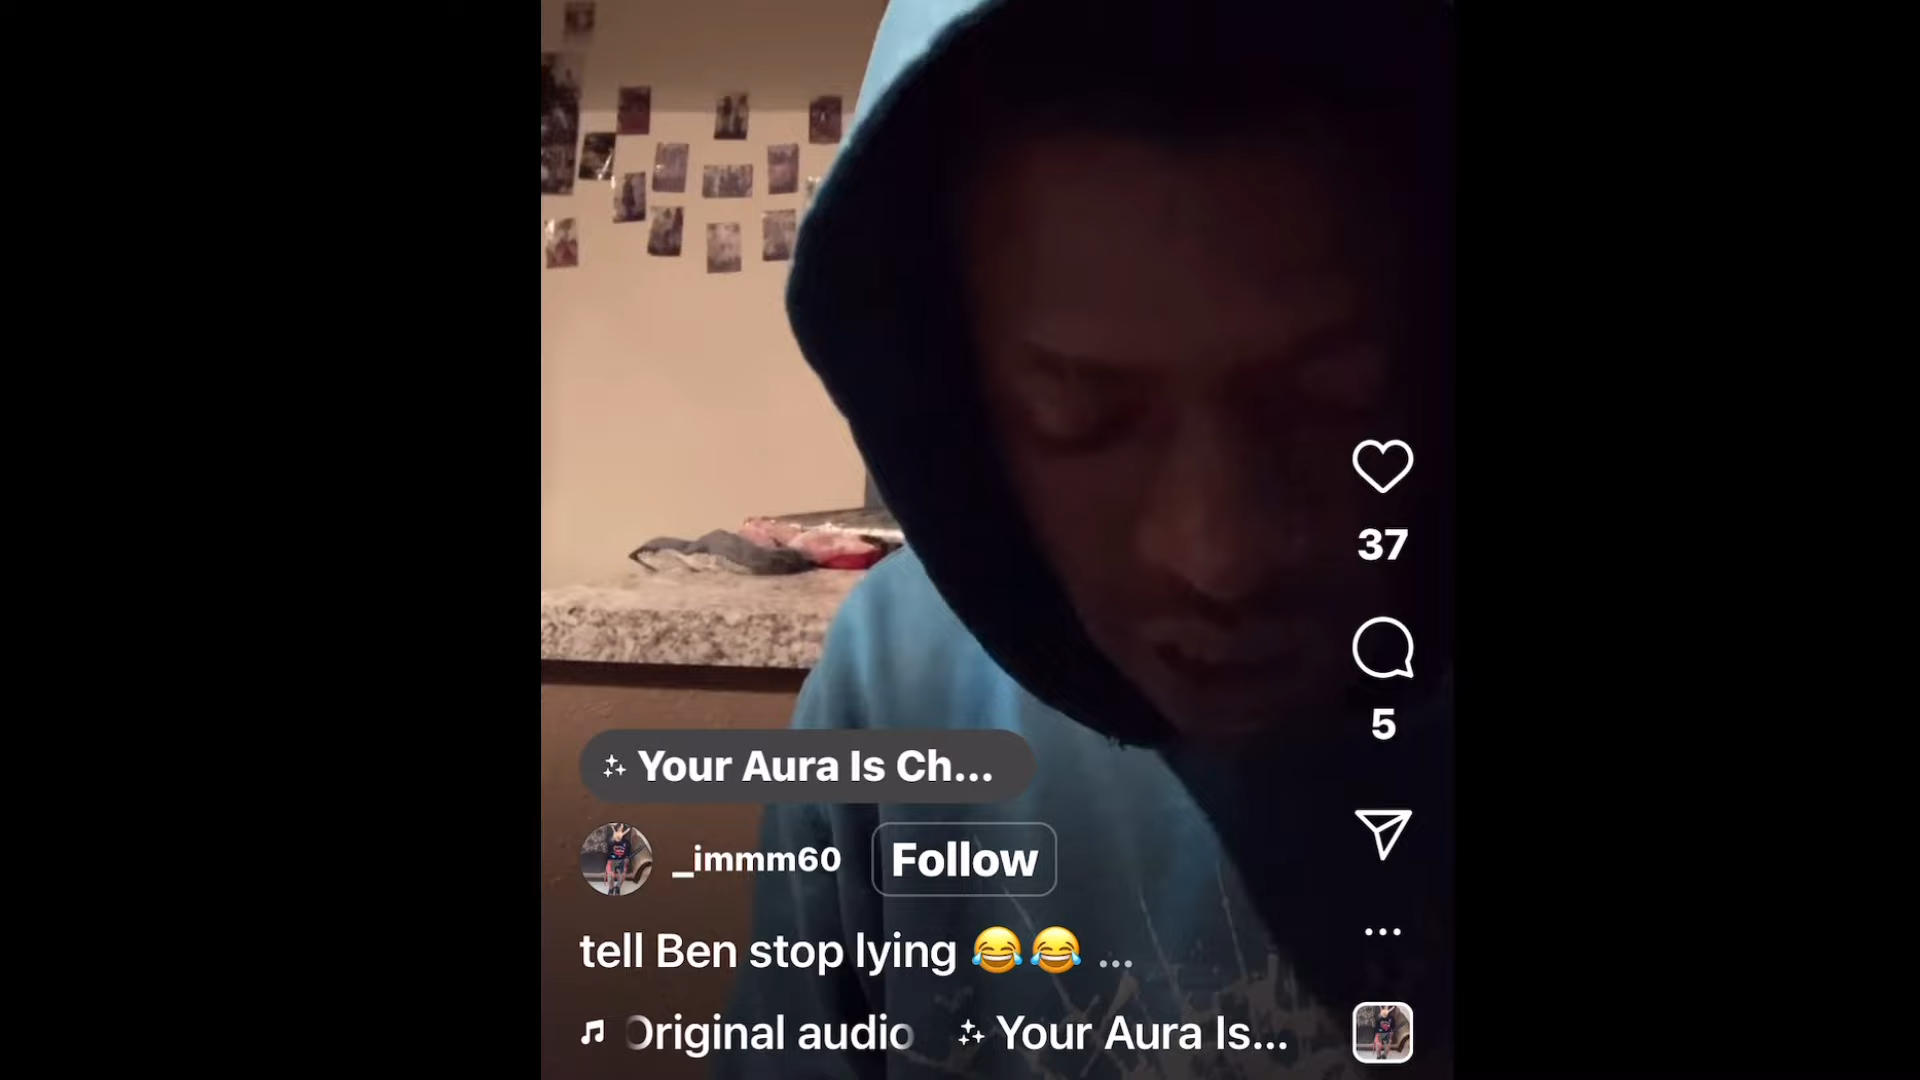 37
5
Your Aura Is Ch...
_immm60
Follow
tell Ben stop lying 😂😂 ...
Original audio
Your Aura Is...